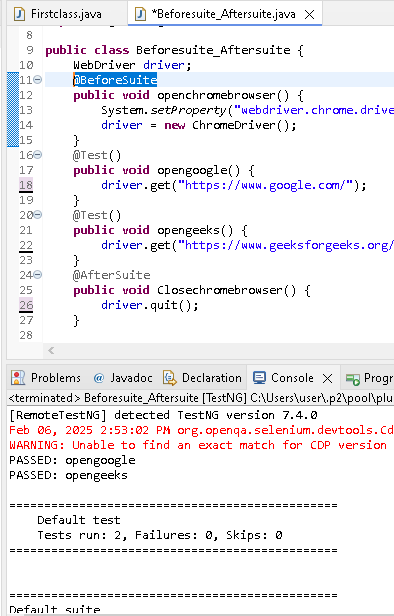 Firstclass.java
*Beforesuite_Aftersuite.java
8
9 public class Beforesuite_Aftersuite {
10 WebDriver driver;
11 @BeforeSuite
12 public void openchromebrowser() {
13 System.setProperty("webdriver.chrome.drive
14 driver = new ChromeDriver();
15 }
16 @Test()
17 public void opengoogle() {
18 driver.get("https://www.google.com/");
19 }
20 @Test()
21 public void opengeeks() {
22 driver.get("https://www.geeksforgeeks.org/
23 }
24 @AfterSuite
25 public void Closechromebrowser() {
26 driver.quit();
27 }
28
Problems @ Javadoc Declaration Console Progr
<terminated> Beforesuite_Aftersuite [TestNG] C:\Users\user\.p2\pool\plu
[RemoteTestNG] detected TestNG version 7.4.0
Feb 06, 2025 2:53:02 PM org.openqa.selenium.devtools.Cd
WARNING: Unable to find an exact match for CDP version
PASSED: opengoogle
PASSED: opengeeks
===============================================
Default test
Tests run: 2, Failures: 0, Skips: 0
===============================================
===============================================
Default suite